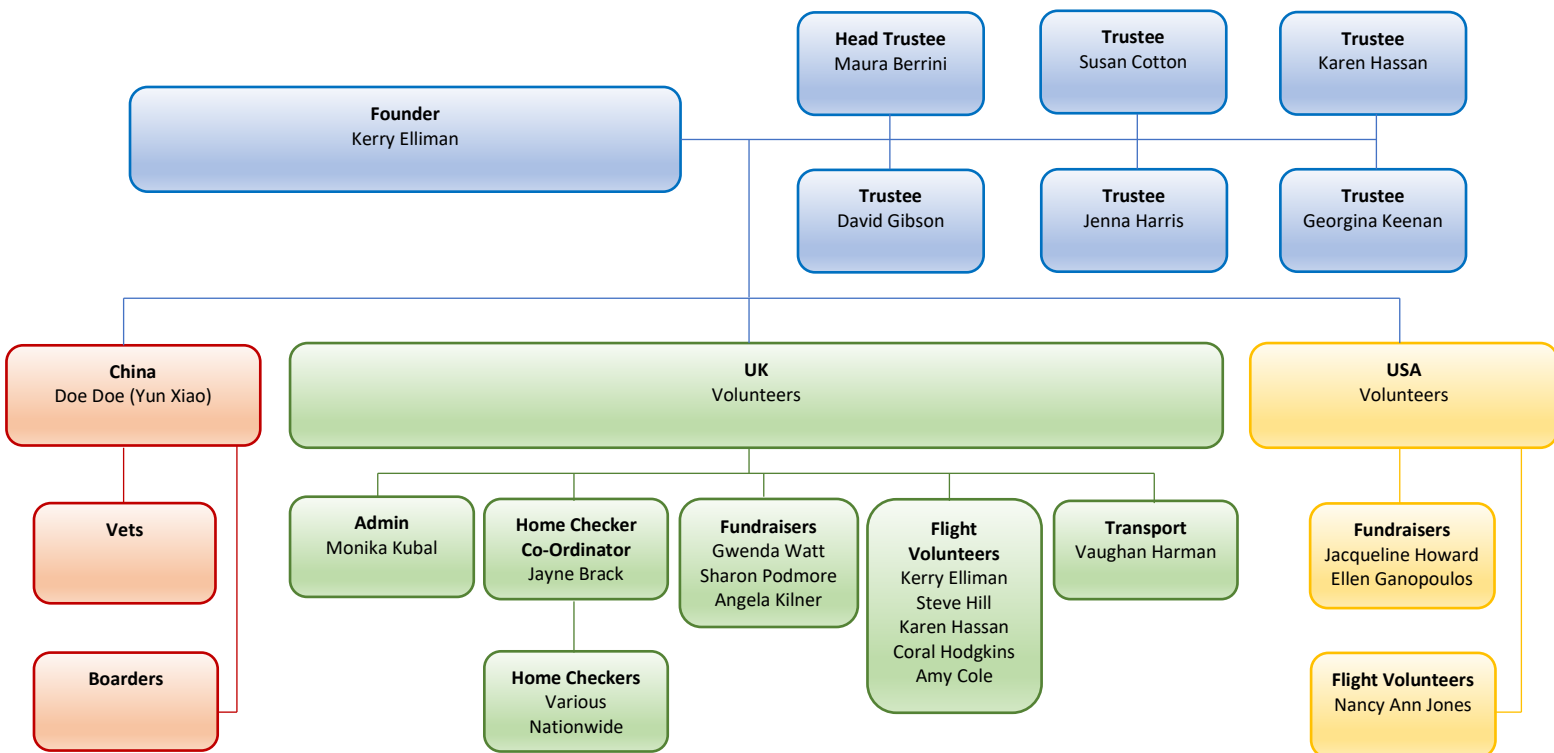 Head Trustee
Maura Berrini
Trustee
Susan Cotton
Trustee
Karen Hassan
Founder
Kerry Elliman
Trustee
David Gibson
Trustee
Jenna Harris
Trustee
Georgina Keenan
China
Doe Doe (Yun Xiao)
UK
Volunteers
USA
Volunteers
Vets
Boarders
Admin
Monika Kubal
Home Checker
Co-Ordinator
Jayne Brack
Home Checkers
Various
Nationwide
Fundraisers
Gwenda Watt
Sharon Podmore
Angela Kilner
Flight
Volunteers
Kerry Elliman
Steve Hill
Karen Hassan
Coral Hodgkins
Amy Cole
Transport
Vaughan Harman
Fundraisers
Jacqueline Howard
Ellen Ganopoulos
Flight Volunteers
Nancy Ann Jones